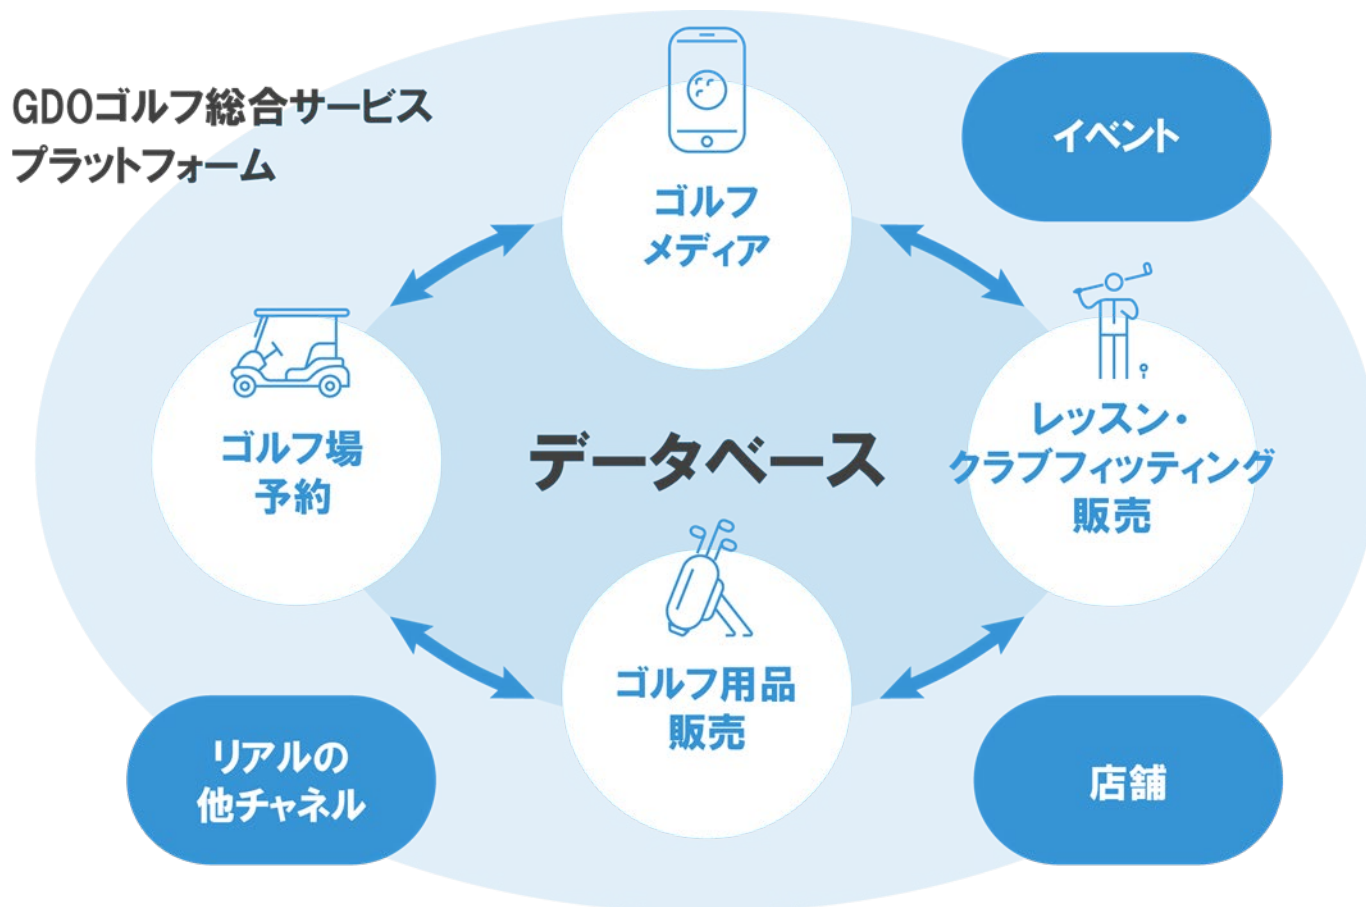 GDOゴルフ総合サービス
プラットフォーム
イベント
ゴルフ
メディア
ゴルフ場
予約
データベース
レッスン・
クラブフィッティング
販売
ゴルフ用品
販売
リアルの
他チャネル
店舗